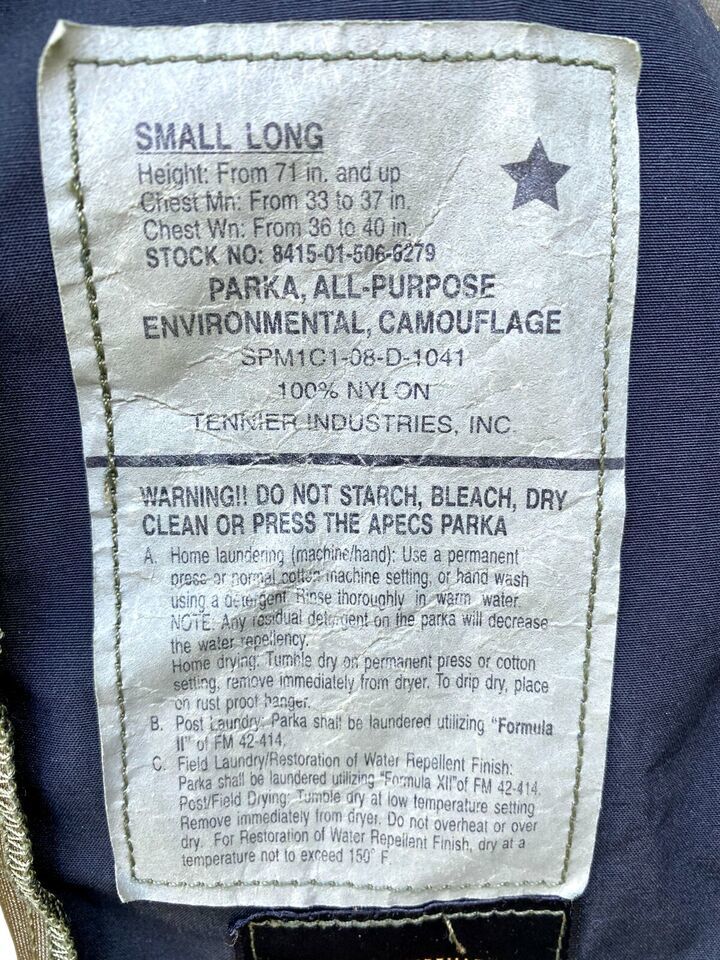 SMALL LONG
Height: From 71 in. and up
Chest Mn: From 33 to 37 in.
Chest Wn: From 36 to 40 in.
STOCK NO: 8415-01-506-6279
PARKA, ALL-PURPOSE
ENVIRONMENTAL, CAMOUFLAGE
SPM1C1-08-D-1041
100% NYLON
TENNIER INDUSTRIES, INC.
WARNING!! DO NOT STARCH, BLEACH, DRY
CLEAN OR PRESS THE APECS PARKA
A. Home laundering (machine/hand): Use a permanent
press or normal cotton machine setting, or hand wash
using a detergent. Rinse thoroughly in warm water.
NOTE: Any residual detergent on the parka will decrease
the water repellency.
Home drying: Tumble dry on permanent press or cotton
setting, remove immediately from dryer. To drip dry, place
on rust proof hanger.
B. Post Laundry: Parka shall be laundered utilizing "Formula
II" of FM 42-414.
C. Field Laundry/Restoration of Water Repellent Finish:
Parka shall be laundered utilizing "Formula XII"of FM 42-414.
Post/Field Drying: Tumble dry at low temperature setting
Remove immediately from dryer. Do not overheat or over
dry. For Restoration of Water Repellent Finish, dry at a
temperature not to exceed 150° F.